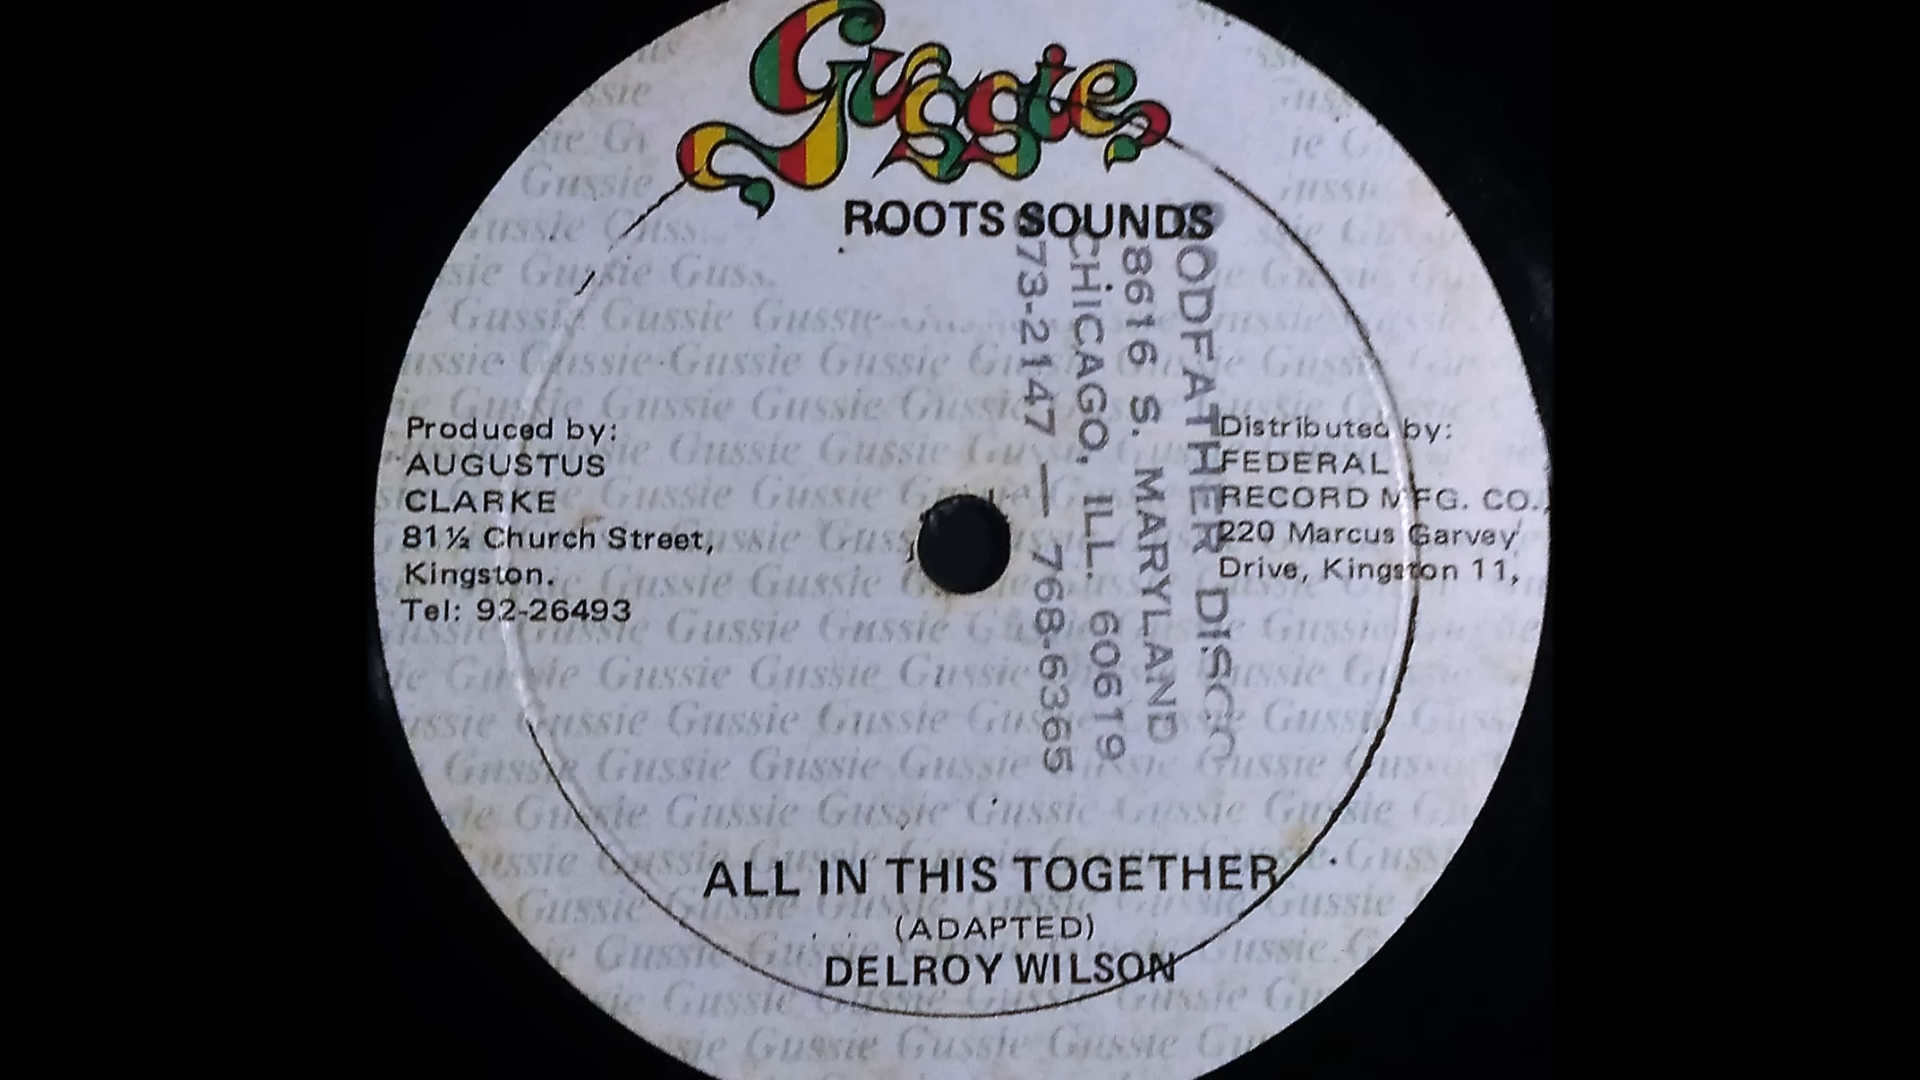 Gussie
ROOTS SOUNDS
Produced by:
AUGUSTUS
CLARKE
81½ Church Street,
Kingston.
Tel: 92-26493
Distributed by:
FEDERAL
RECORD MFG. CO.,
220 Marcus Garvey
Drive, Kingston 11,
OODFATHER DISCO
8616 S. MARYLAND
CHICAGO, ILL. 60619
73-2147 — 768-6365
ALL IN THIS TOGETHER
(ADAPTED)
DELROY WILSON